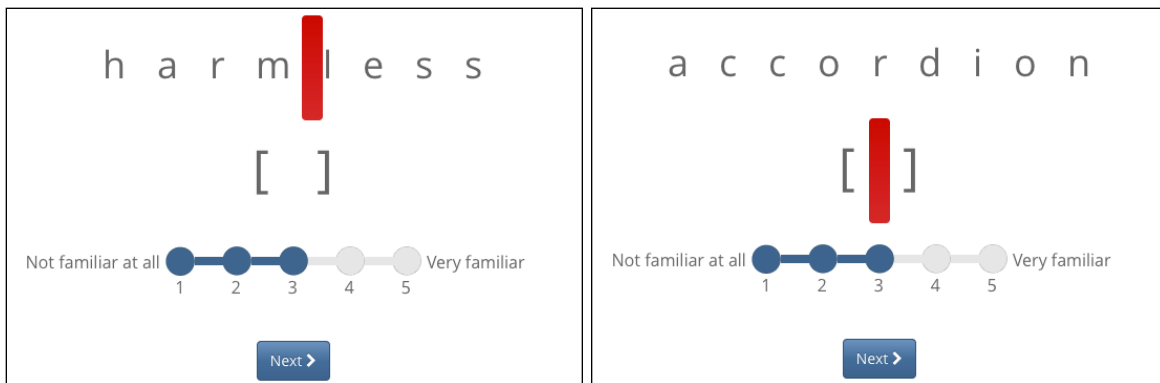 h a r m l e s s
[ ]
Not familiar at all Very familiar
1 2 3 4 5
Next
a c c o r d i o n
[ ]
Not familiar at all Very familiar
1 2 3 4 5
Next